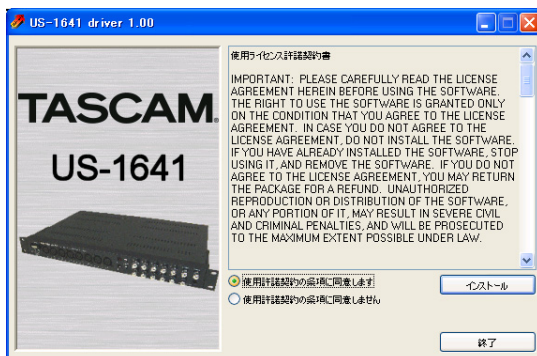 US-1641 driver 1.00
TASCAM
US-1641
使用ライセンス許諾契約書
IMPORTANT: PLEASE CAREFULLY READ THE LICENSE
AGREEMENT HEREIN BEFORE USING THE SOFTWARE.
THE RIGHT TO USE THE SOFTWARE IS GRANTED ONLY
ON THE CONDITION THAT YOU AGREE TO THE LICENSE
AGREEMENT. IN CASE YOU DO NOT AGREE TO THE
LICENSE AGREEMENT, DO NOT INSTALL THE SOFTWARE.
IF YOU HAVE ALREADY INSTALLED THE SOFTWARE, STOP
USING IT, AND REMOVE THE SOFTWARE. IF YOU DO NOT
AGREE TO THE LICENSE AGREEMENT, YOU MAY RETURN
THE PACKAGE FOR A REFUND. UNAUTHORIZED
REPRODUCTION OR DISTRIBUTION OF THE SOFTWARE,
OR ANY PORTION OF IT, MAY RESULT IN SEVERE CIVIL
AND CRIMINAL PENALTIES, AND WILL BE PROSECUTED
TO THE MAXIMUM EXTENT POSSIBLE UNDER LAW.
使用許諾契約の条項に同意します
使用許諾契約の条項に同意しません
インストール
終了